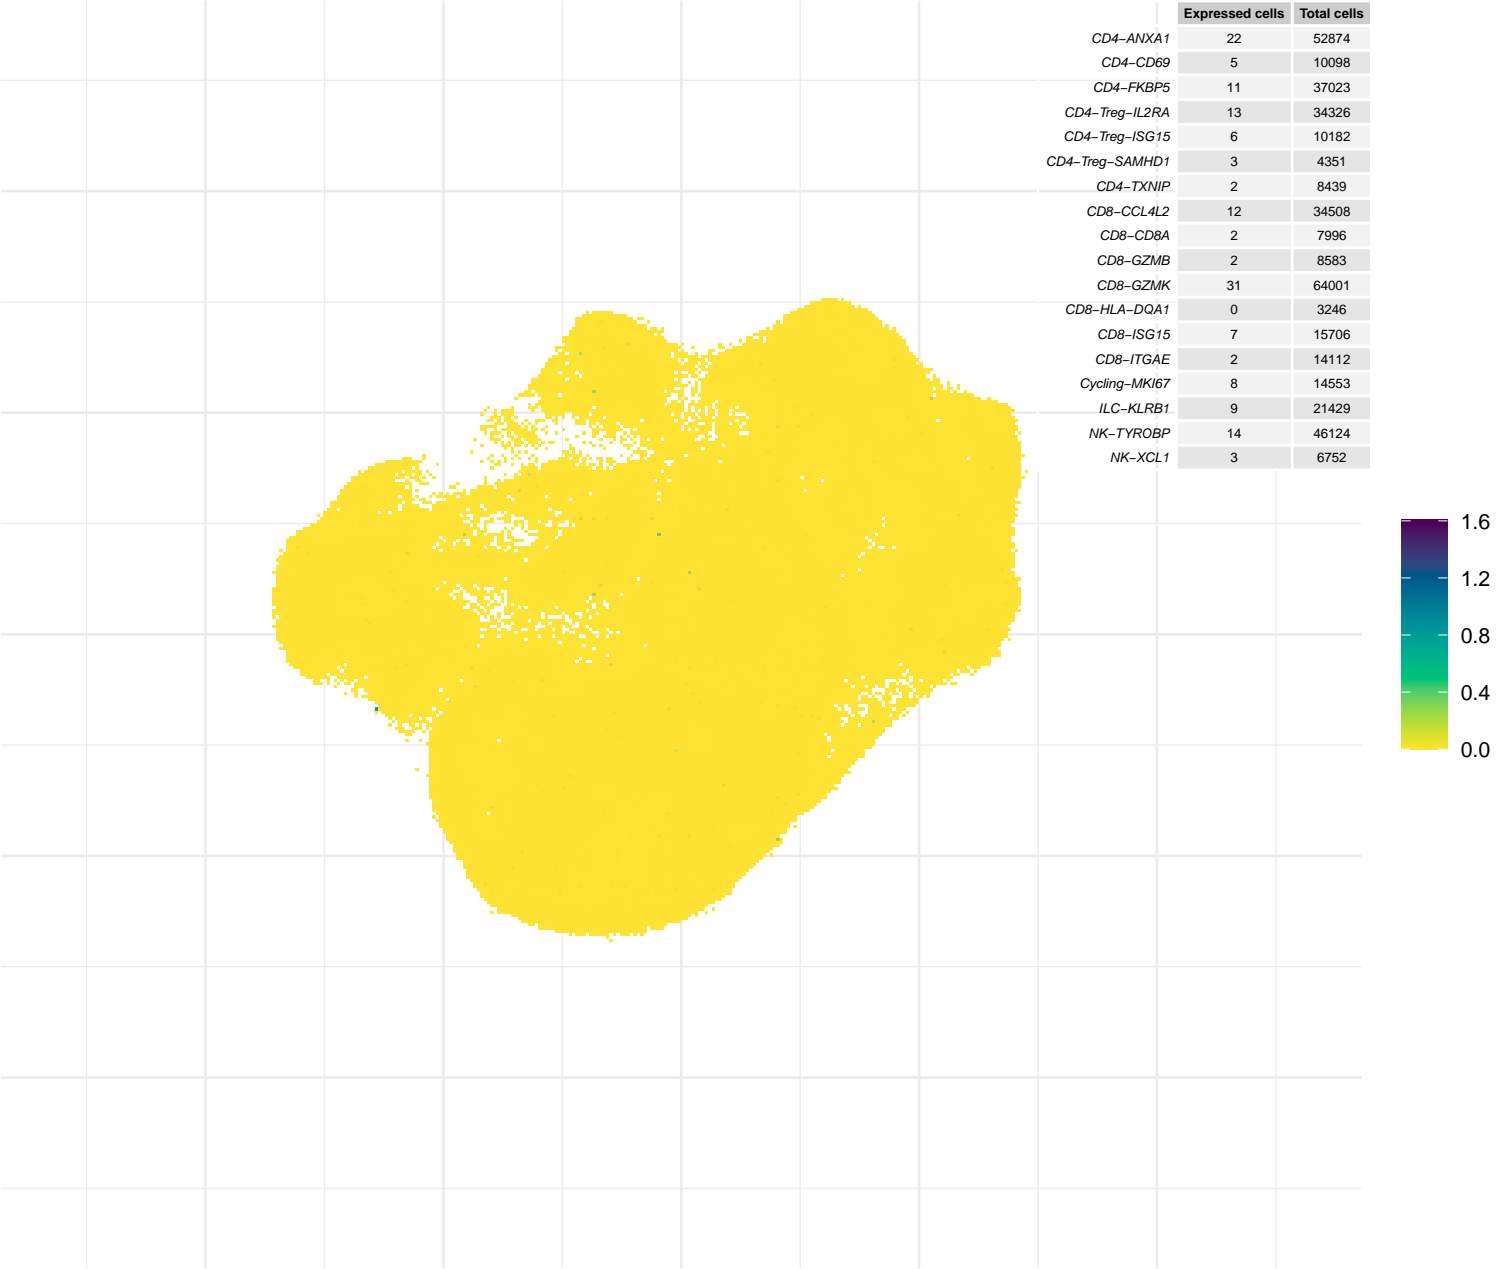 Expressed cells Total cells
CD4−ANXA1 22 52874
CD4−CD69 5 10098
CD4−FKBP5 11 37023
CD4−Treg−IL2RA 13 34326
CD4−Treg−ISG15 6 10182
CD4−Treg−SAMHD1 3 4351
CD4−TXNIP 2 8439
CD8−CCL4L2 12 34508
CD8−CD8A 2 7996
CD8−GZMB 2 8583
CD8−GZMK 31 64001
CD8−HLA−DQA1 0 3246
CD8−ISG15 7 15706
CD8−ITGAE 2 14112
Cycling−MKI67 8 14553
ILC−KLRB1 9 21429
NK−TYROBP 14 46124
NK−XCL1 3 6752
1.6
1.2
0.8
0.4
0.0